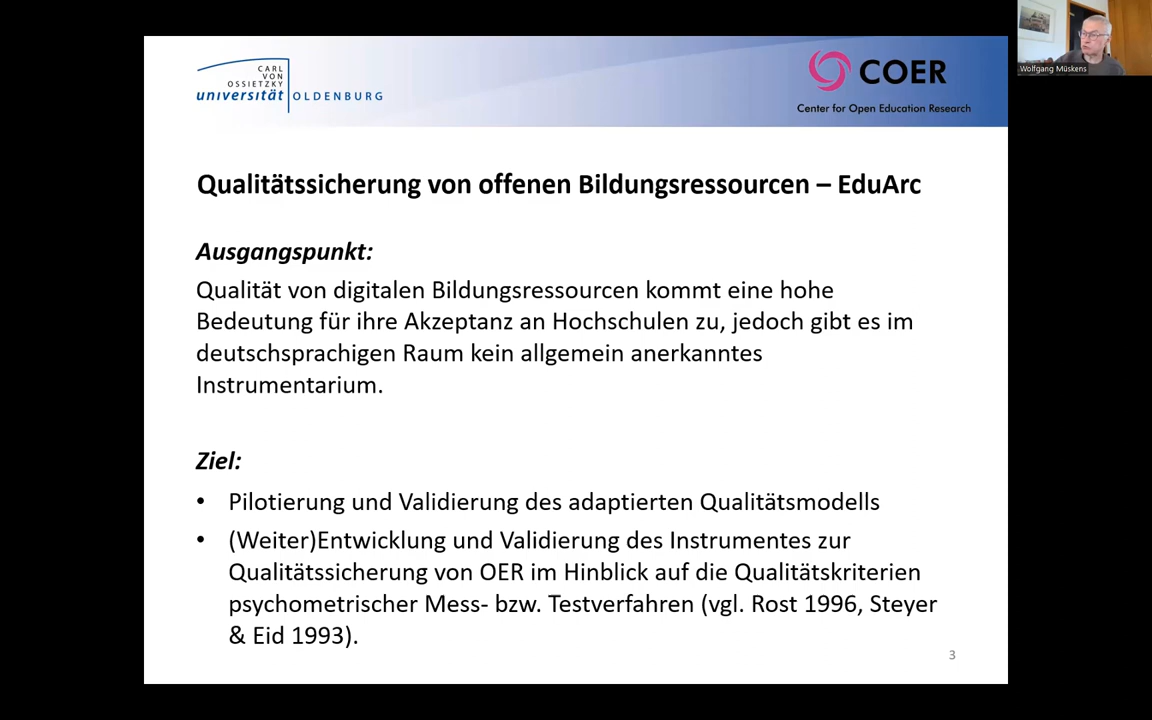 CARL
VON
OSSIETZKY
universität OLDENBURG
COER
Center for Open Education Research
Wolfgang Müskens
Qualitätssicherung von offenen Bildungsressourcen – EduArc
Ausgangspunkt:
Qualität von digitalen Bildungsressourcen kommt eine hohe
Bedeutung für ihre Akzeptanz an Hochschulen zu, jedoch gibt es im
deutschsprachigen Raum kein allgemein anerkanntes
Instrumentarium.
Ziel:
• Pilotierung und Validierung des adaptierten Qualitätsmodells
• (Weiter)Entwicklung und Validierung des Instrumentes zur
Qualitätssicherung von OER im Hinblick auf die Qualitätskriterien
psychometrischer Mess- bzw. Testverfahren (vgl. Rost 1996, Steyer
& Eid 1993).
3